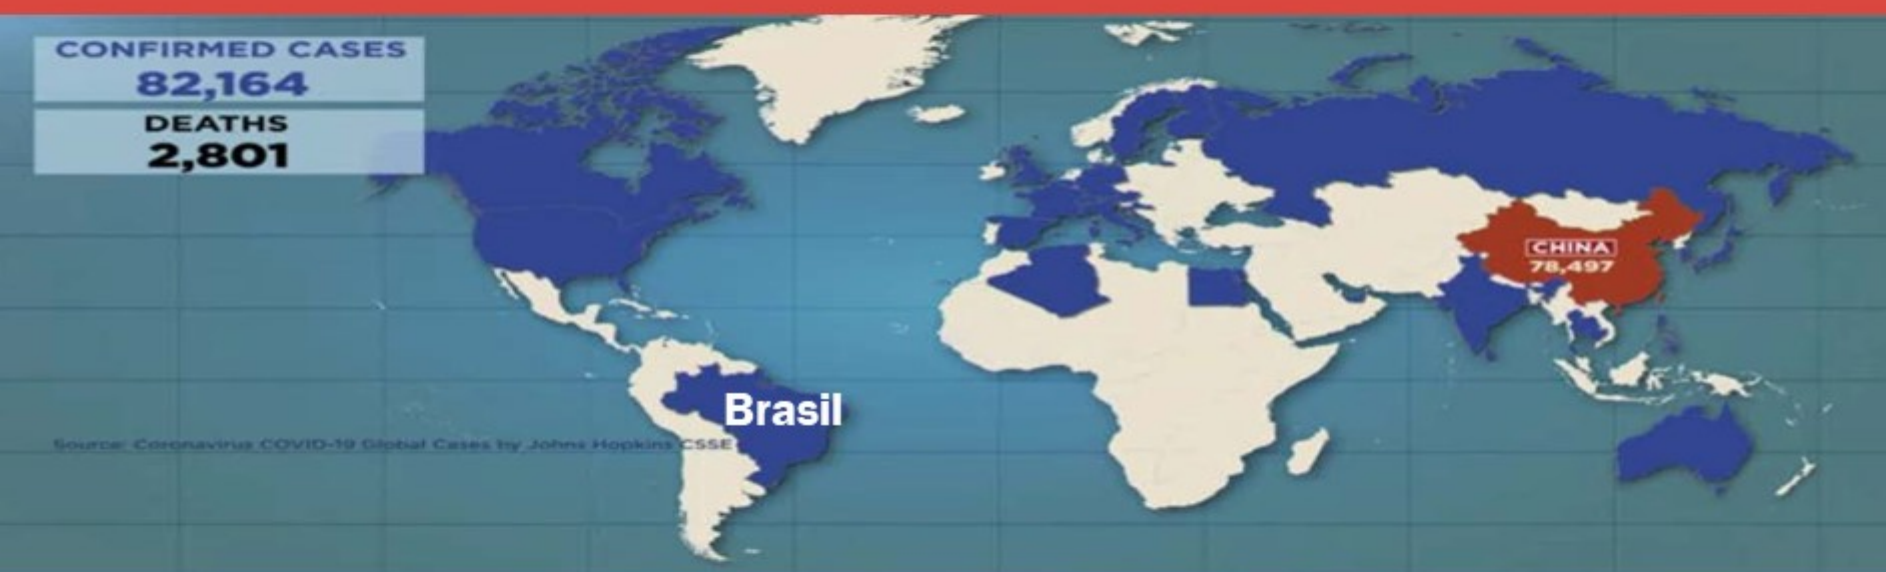 CONFIRMED CASES
82,164
DEATHS
2,801
CHINA
78,497
Brasil
Source: Coronavirus COVID-19 Global Cases by Johns Hopkins CSSE